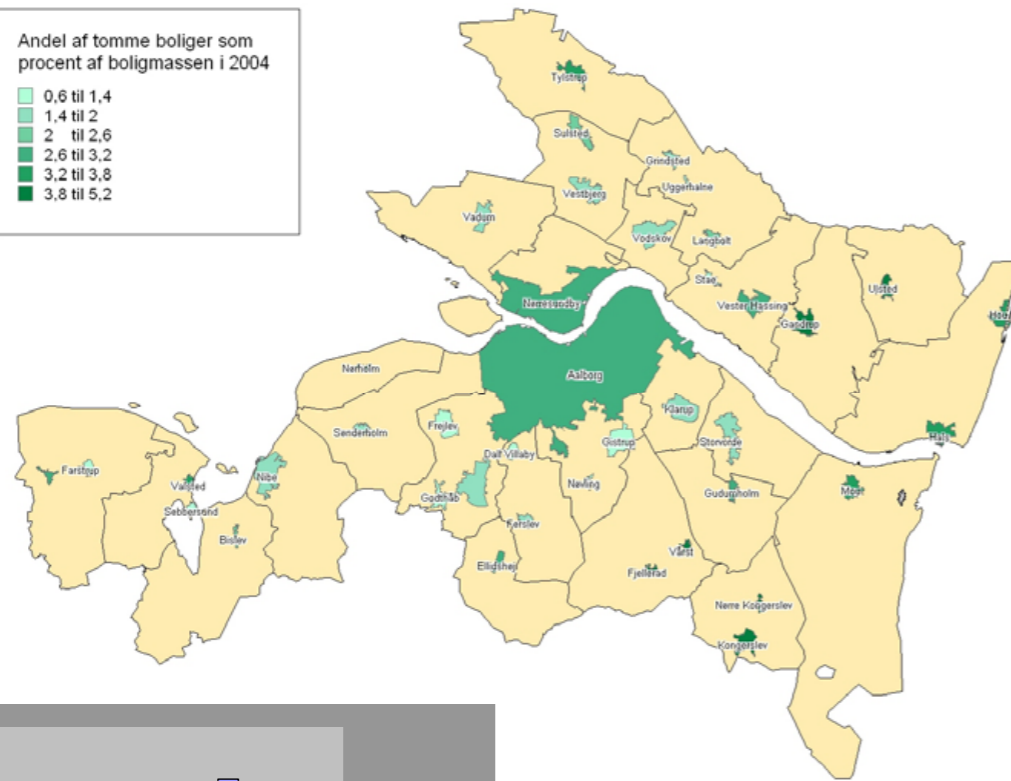 Andel af tomme boliger som
procent af boligmassen i 2004
0,6 til 1,4
1,4 til 2
2 til 2,6
2,6 til 3,2
3,2 til 3,8
3,8 til 5,2
Tylstrup
Sulsted
Grindsted
Uggerhalne
Vestbjerg
Vadum
Vodskov
Langholt
Stae
Vester Hassing
Gandrup
Ulsted
Hou
Nørresundby
Aalborg
Nørholm
Klarup
Frejlev
Sønderholm
Gistrup
Storvorde
Hals
Dall Villaby
Farstrup
Valsted
Nibe
Godthåb
Nøvling
Gudumholm
Mou
Sebbersund
Ferslev
Bislev
Ellidshøj
Vårst
Fjellerad
Nørre Kongerslev
Kongerslev